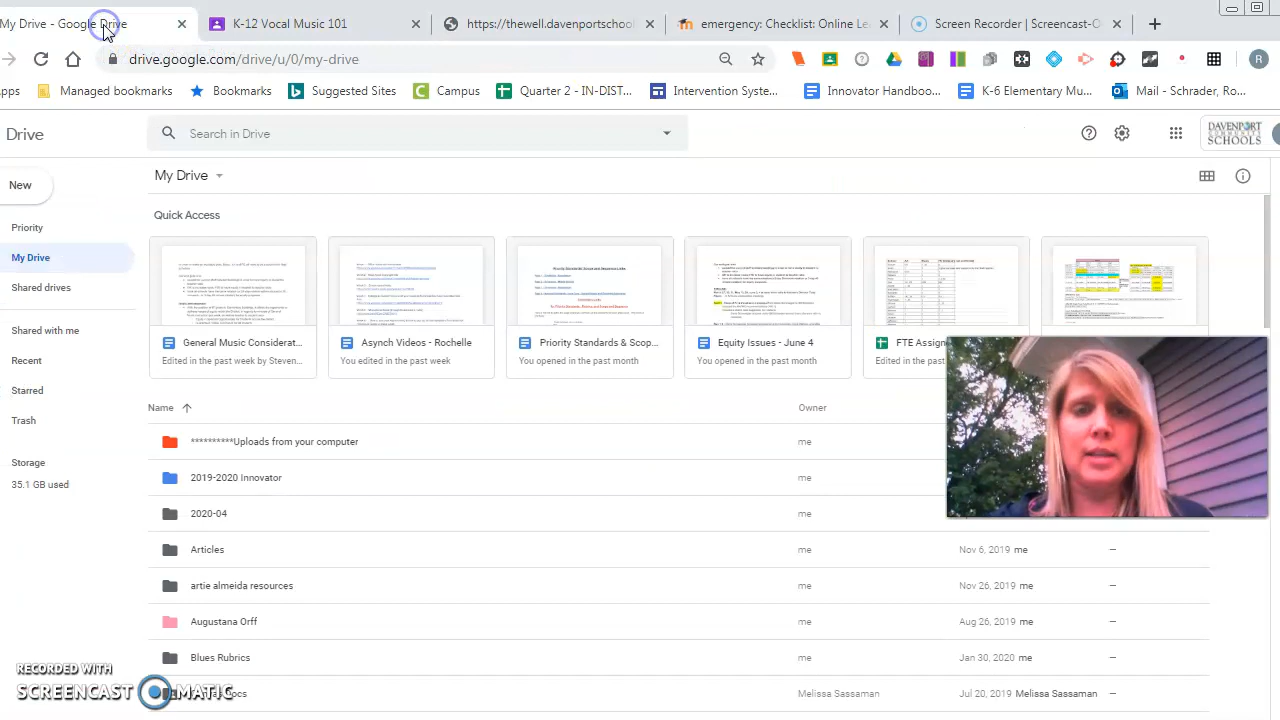 My Drive - Google Drive
K-12 Vocal Music 101
https://thewell.davenportschool
emergency: Checklist: Online Le
Screen Recorder | Screencast-O
drive.google.com/drive/u/0/my-drive
R
pps
Managed bookmarks
Bookmarks
Suggested Sites
Campus
Quarter 2 - IN-DIST...
Intervention Syste...
Innovator Handboo...
K-6 Elementary Mu...
Mail - Schrader, Ro...
Drive
Search in Drive
DAVENPORT
SCHOOLS
New
My Drive
Priority
Quick Access
My Drive
Shared drives
Shared with me
Recent
Starred
Trash
Storage
35.1 GB used
General Music Considerat...
Edited in the past week by Steven...
Asynch Videos - Rochelle
You edited in the past week
Priority Standards & Scop...
You opened in the past month
Equity Issues - June 4
You opened in the past month
FTE Assign
Edited in the pas
Name
Owner
**********Uploads from your computer
me
2019-2020 Innovator
me
2020-04
me
Articles
me
Nov 6, 2019 me
—
artie almeida resources
me
Nov 26, 2019 me
—
Augustana Orff
me
Aug 26, 2019 me
—
Blues Rubrics
me
Jan 30, 2020 me
—
ocs
Melissa Sassaman
Jul 20, 2019 Melissa Sassaman
—
RECORDED WITH
SCREENCAST MATIC